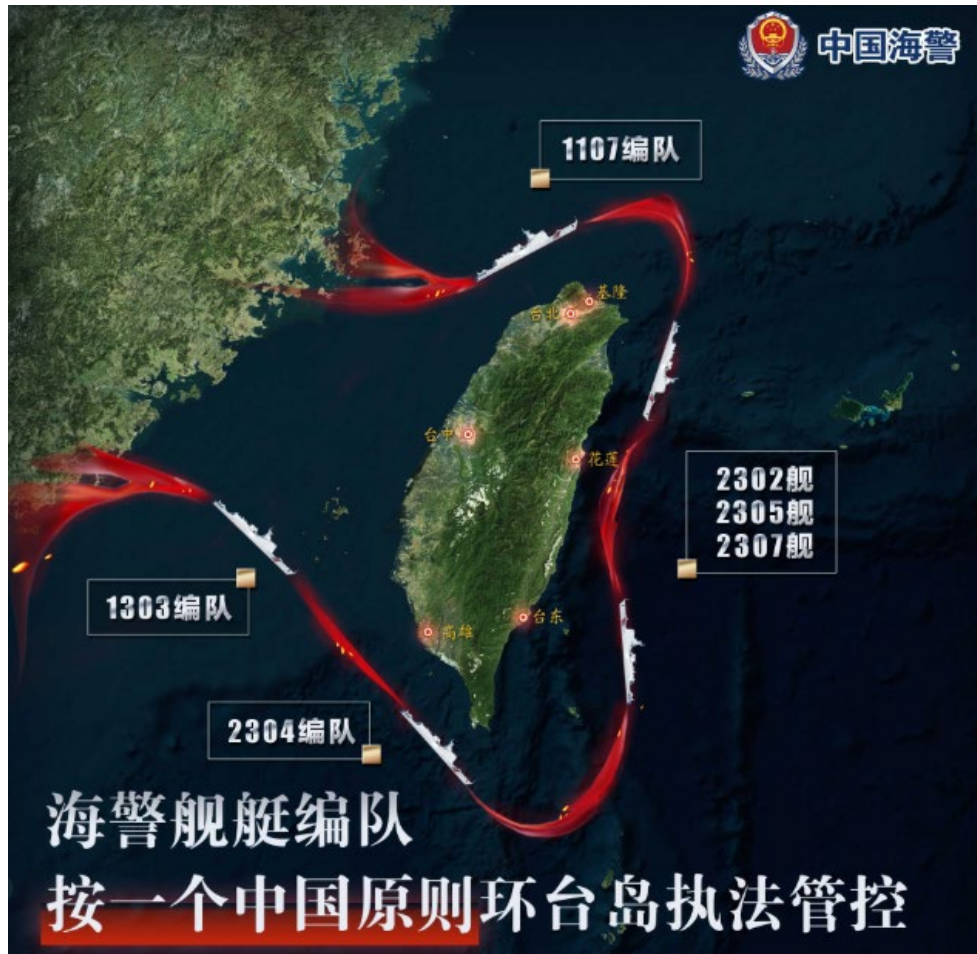 中国海警
1107编队
基隆
台北
台中
花莲
2302舰
2305舰
2307舰
1303编队
台东
高雄
2304编队
海警舰艇编队
按一个中国原则环台岛执法管控